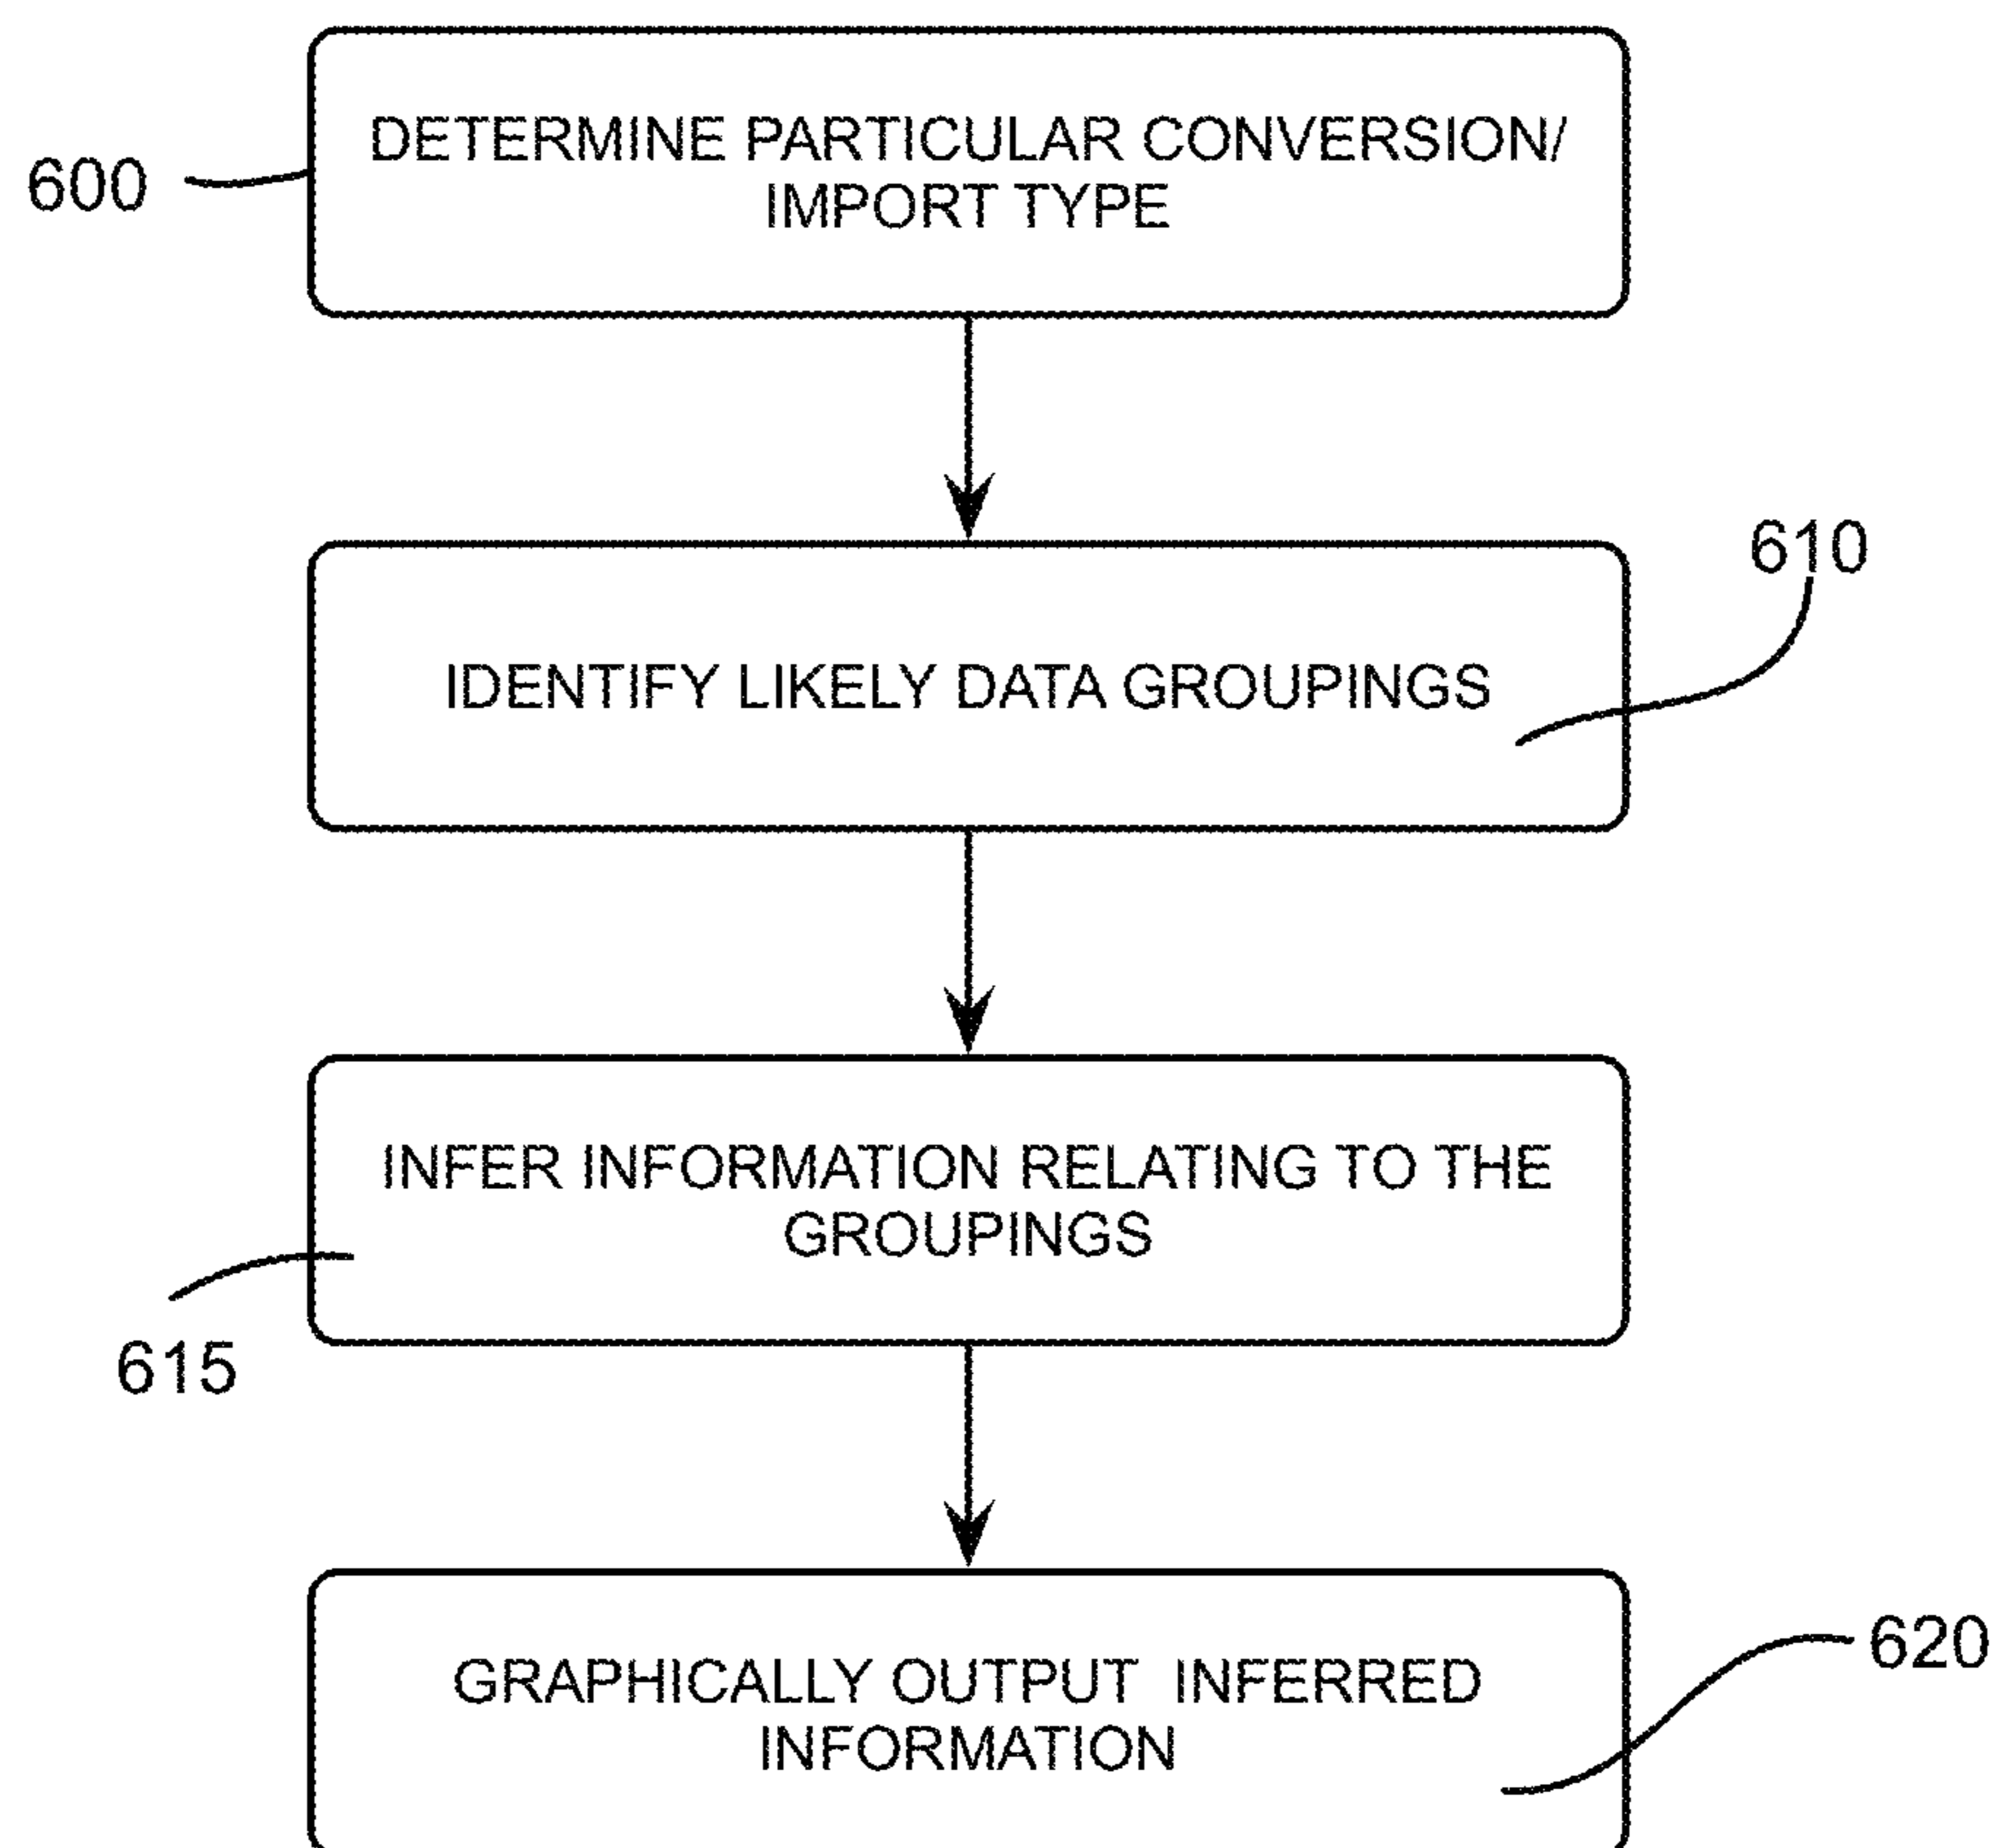 600
DETERMINE PARTICULAR CONVERSION/
IMPORT TYPE
610
IDENTIFY LIKELY DATA GROUPINGS
INFER INFORMATION RELATING TO THE
GROUPINGS
615
620
GRAPHICALLY OUTPUT INFERRED
INFORMATION